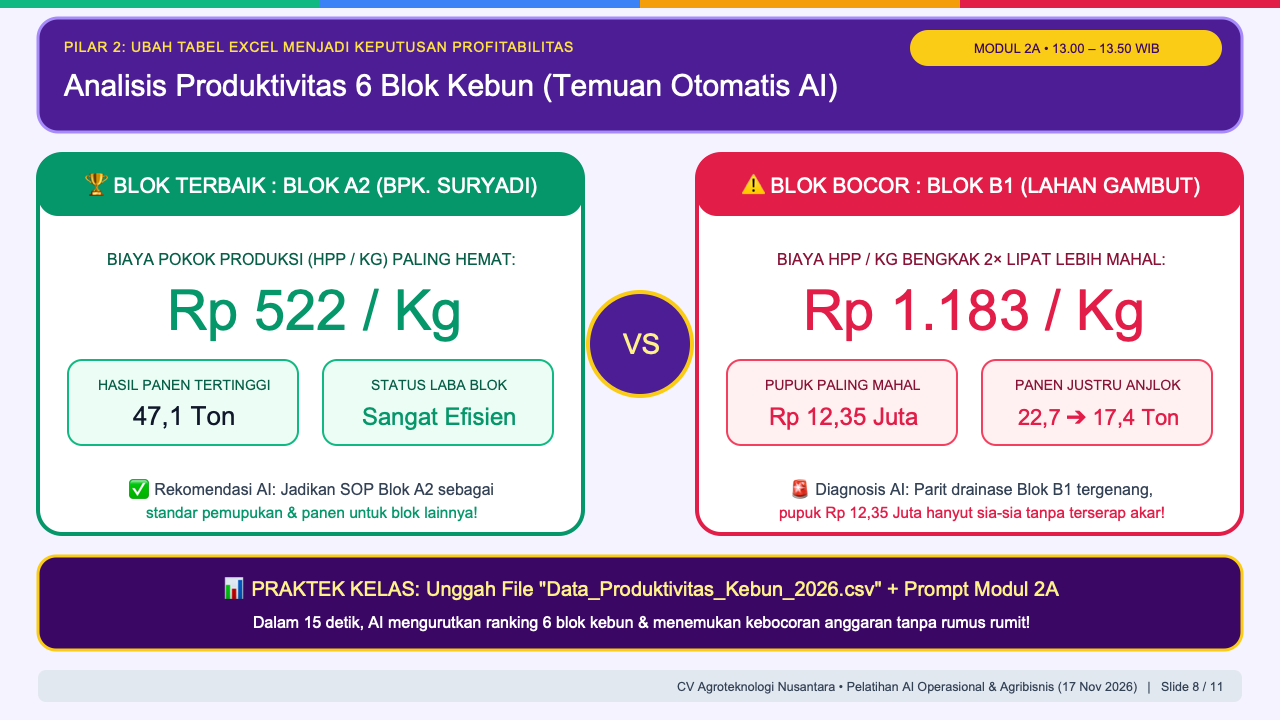 PILAR 2: UBAH TABEL EXCEL MENJADI KEPUTUSAN PROFITABILITAS
MODUL 2A • 13.00 – 13.50 WIB
Analisis Produktivitas 6 Blok Kebun (Temuan Otomatis AI)
🏆 BLOK TERBAIK : BLOK A2 (BPK. SURYADI)
BIAYA POKOK PRODUKSI (HPP / KG) PALING HEMAT:
Rp 522 / Kg
HASIL PANEN TERTINGGI
47,1 Ton
STATUS LABA BLOK
Sangat Efisien
✅ Rekomendasi AI: Jadikan SOP Blok A2 sebagai
standar pemupukan & panen untuk blok lainnya!
VS
⚠️ BLOK BOCOR : BLOK B1 (LAHAN GAMBUT)
BIAYA HPP / KG BENGKAK 2× LIPAT LEBIH MAHAL:
Rp 1.183 / Kg
PUPUK PALING MAHAL
Rp 12,35 Juta
PANEN JUSTRU ANJLOK
22,7 ➔ 17,4 Ton
🚨 Diagnosis AI: Parit drainase Blok B1 tergenang,
pupuk Rp 12,35 Juta hanyut sia-sia tanpa terserap akar!
📊 PRAKTEK KELAS: Unggah File "Data_Produktivitas_Kebun_2026.csv" + Prompt Modul 2A
Dalam 15 detik, AI mengurutkan ranking 6 blok kebun & menemukan kebocoran anggaran tanpa rumus rumit!
CV Agroteknologi Nusantara • Pelatihan AI Operasional & Agribisnis (17 Nov 2026) | Slide 8 / 11